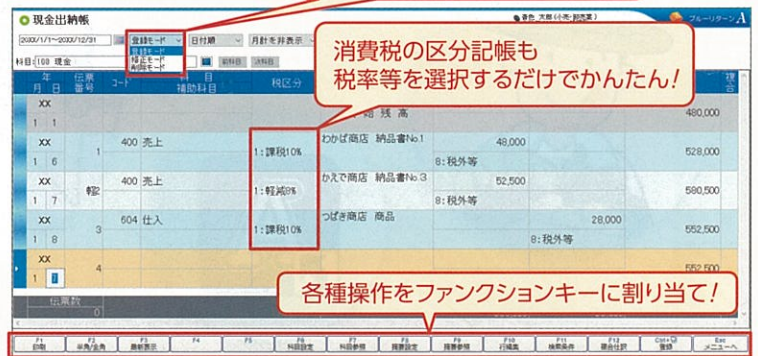 現金出納帳
青色 太郎(小売・卸売業)
ブルーリターンA
20XX/1/1~20XX/12/31 登録モード 日付順 月計を非表示
登録モード
修正モード
削除モード
科目:100 現金 前科目 次科目
消費税の区分記帳も
税率等を選択するだけでかんたん!
年 伝票 コード 科 目 税区分 複
月 日 番号 補助科目 合
XX 残 高 480,000
1 1
XX 1 400 売上 1:課税10% わかば商店 納品書No.1 48,000 528,000
1 6 8:税外等
XX 軽2 400 売上 1:軽減8% かえで商店 納品書No.3 52,500 580,500
1 7 8:税外等
XX 3 604 仕入 1:課税10% つばき商店 商品 28,000 552,500
1 8 8:税外等
XX 4 552,500
1
各種操作をファンクションキーに割り当て!
伝票数
0
F1 F2 F3 F4 F5 F6 F7 F8 F9 F10 F11 F12 Esc
印刷 半角/全角 最新表示 科目設定 科目参照 摘要設定 摘要参照 行編集 検索条件 複合仕訳 登録 メニューへ